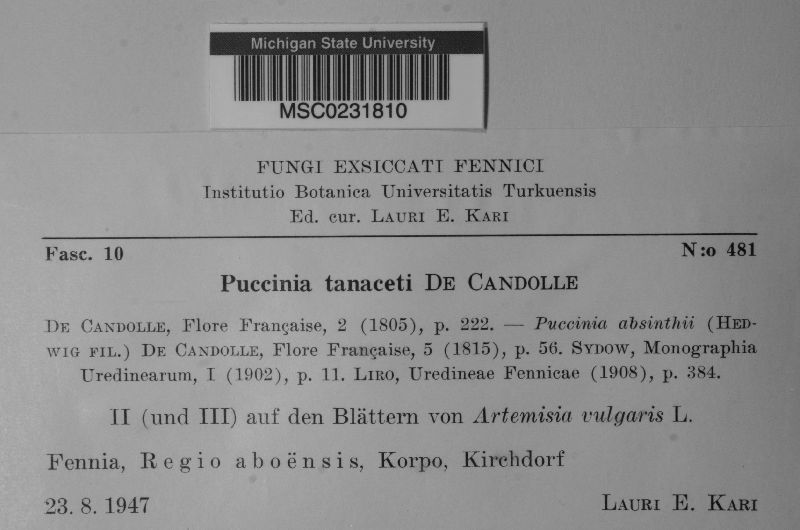 Michigan State University
MSC0231810
FUNGI EXSICCATI FENNICI
Institutio Botanica Universitatis Turkuensis
Ed. cur. LAURI E. KARI
Fasc. 10 N:o 481
Puccinia tanaceti DE CANDOLLE
DE CANDOLLE, Flore Française, 2 (1805), p. 222. — Puccinia absinthii (HED-
WIG FIL.) DE CANDOLLE, Flore Française, 5 (1815), p. 56. SYDOW, Monographia
Uredinearum, I (1902), p. 11. LIRO, Uredineae Fennicae (1908), p. 384.
II (und III) auf den Blättern von Artemisia vulgaris L.
Fennia, Regio aboënsis, Korpo, Kirchdorf
23. 8. 1947 LAURI E. KARI